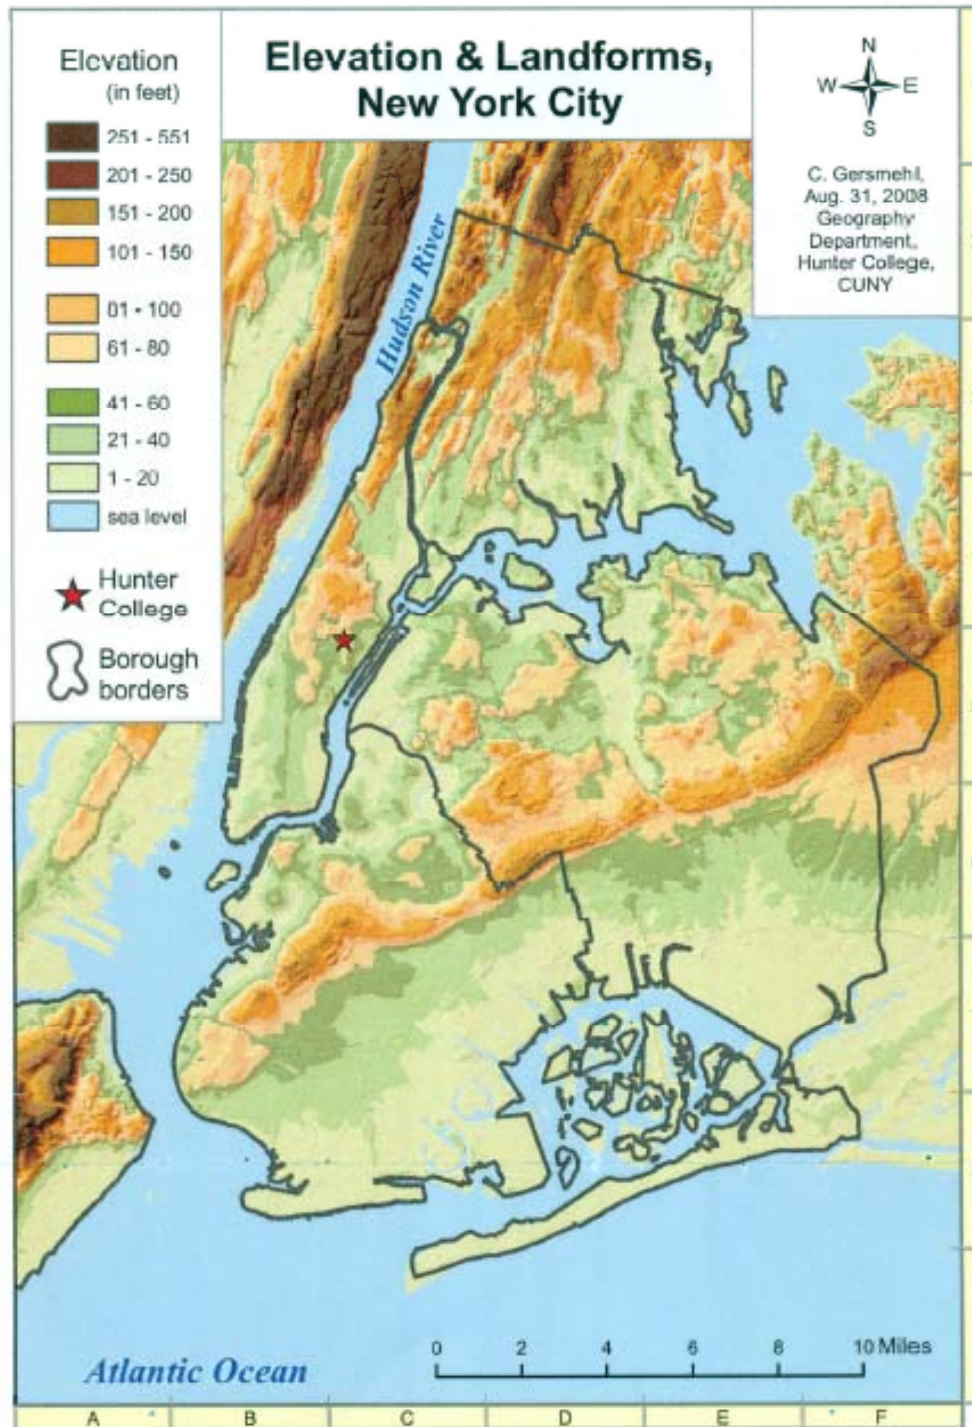 Elevation & Landforms,
New York City
Elevation
(in feet)
251 - 551
201 - 250
151 - 200
101 - 150
01 - 100
61 - 80
41 - 60
21 - 40
1 - 20
sea level
Hunter
College
Borough
borders
N
W E
S
C. Gersmehl,
Aug. 31, 2008
Geography
Department,
Hunter College,
CUNY
Hudson River
0 2 4 6 8 10 Miles
Atlantic Ocean
A B C D E F